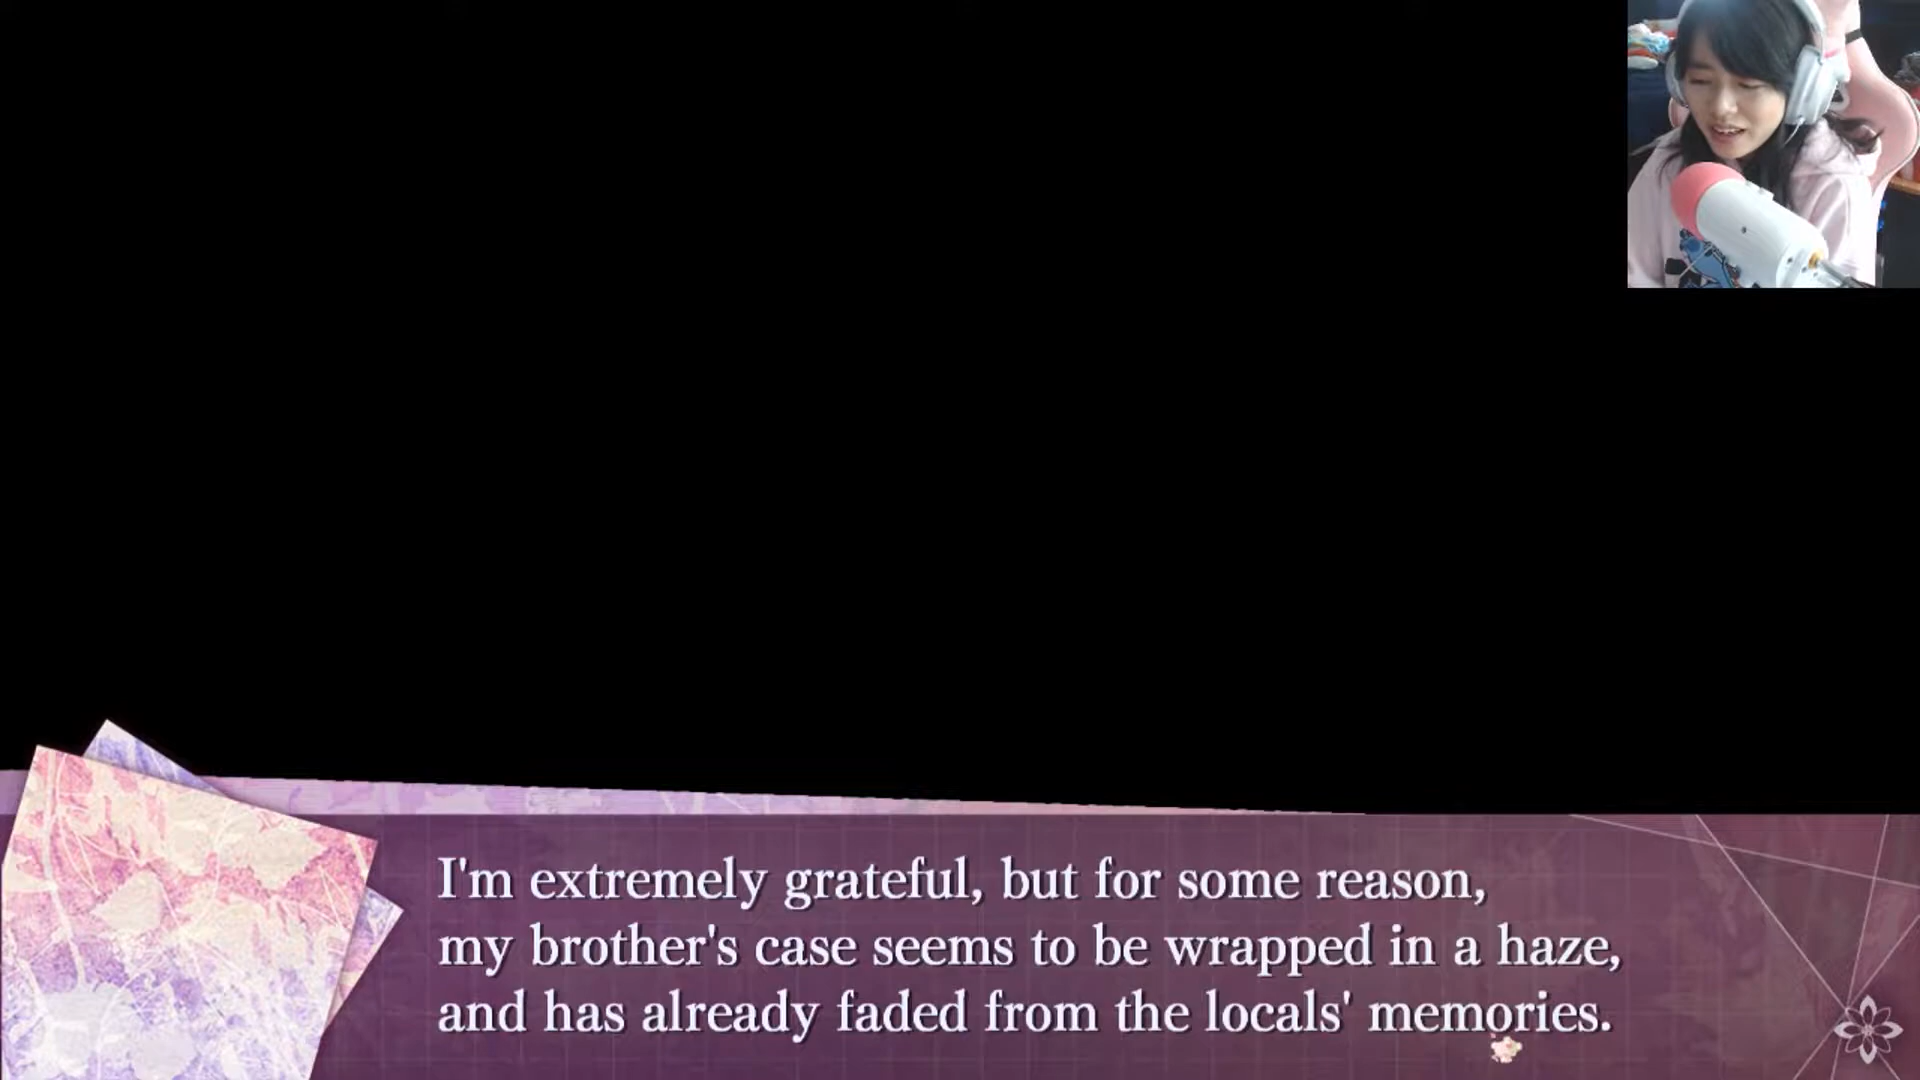 I'm extremely grateful, but for some reason,
my brother's case seems to be wrapped in a haze,
and has already faded from the locals' memories.